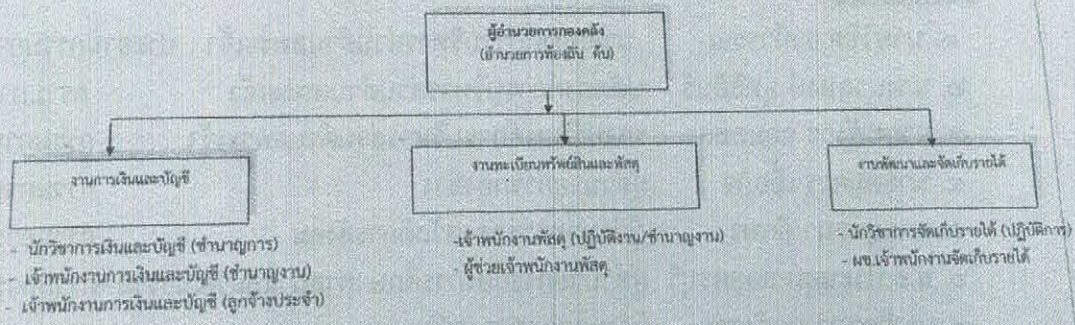 ผู้อำนวยการกองคลัง
(อำนวยการท้องถิ่น ต้น)
งานการเงินและบัญชี
งานทะเบียนทรัพย์สินและพัสดุ
งานพัฒนาและจัดเก็บรายได้
- นักวิชาการเงินและบัญชี (ชำนาญการ)
- เจ้าพนักงานการเงินและบัญชี (ชำนาญงาน)
- เจ้าพนักงานการเงินและบัญชี (ลูกจ้างประจำ)
-เจ้าพนักงานพัสดุ (ปฏิบัติงาน/ชำนาญงาน)
- ผู้ช่วยเจ้าพนักงานพัสดุ
- นักวิชาการจัดเก็บรายได้ (ปฏิบัติการ)
- ผช.เจ้าพนักงานจัดเก็บรายได้